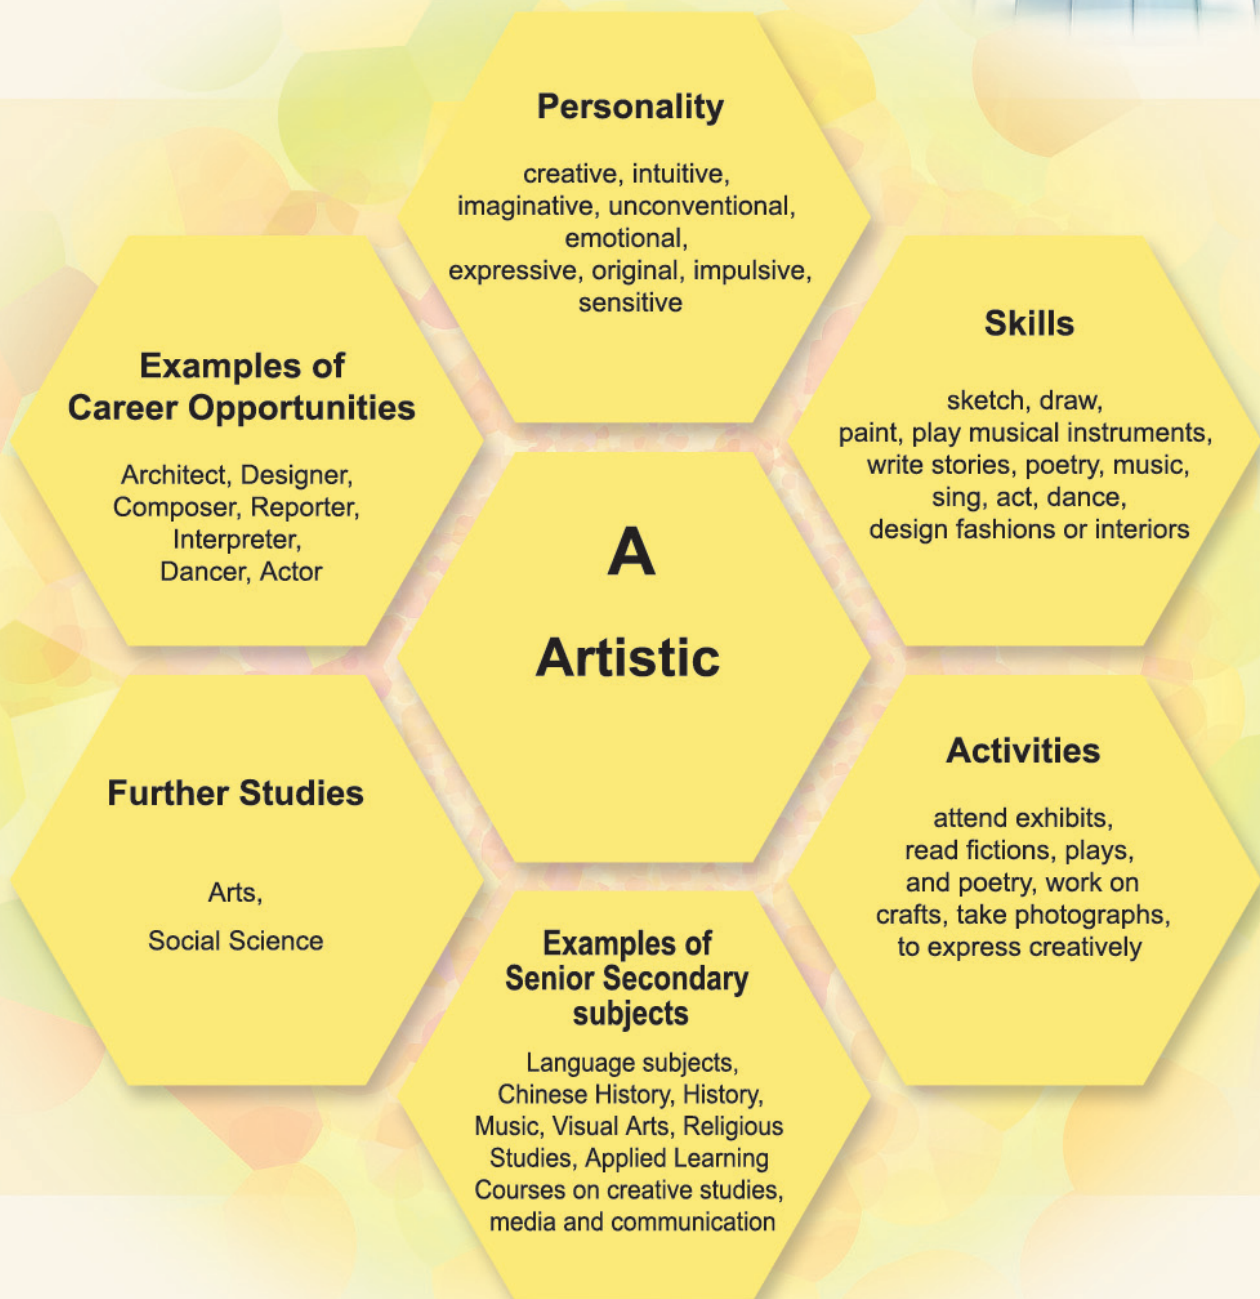 Personality
creative, intuitive,
imaginative, unconventional,
emotional,
expressive, original, impulsive,
sensitive
Skills
sketch, draw,
paint, play musical instruments,
write stories, poetry, music,
sing, act, dance,
design fashions or interiors
Examples of
Career Opportunities
Architect, Designer,
Composer, Reporter,
Interpreter,
Dancer, Actor
A
Artistic
Activities
attend exhibits,
read fictions, plays,
and poetry, work on
crafts, take photographs,
to express creatively
Further Studies
Arts,
Social Science
Examples of
Senior Secondary
subjects
Language subjects,
Chinese History, History,
Music, Visual Arts, Religious
Studies, Applied Learning
Courses on creative studies,
media and communication